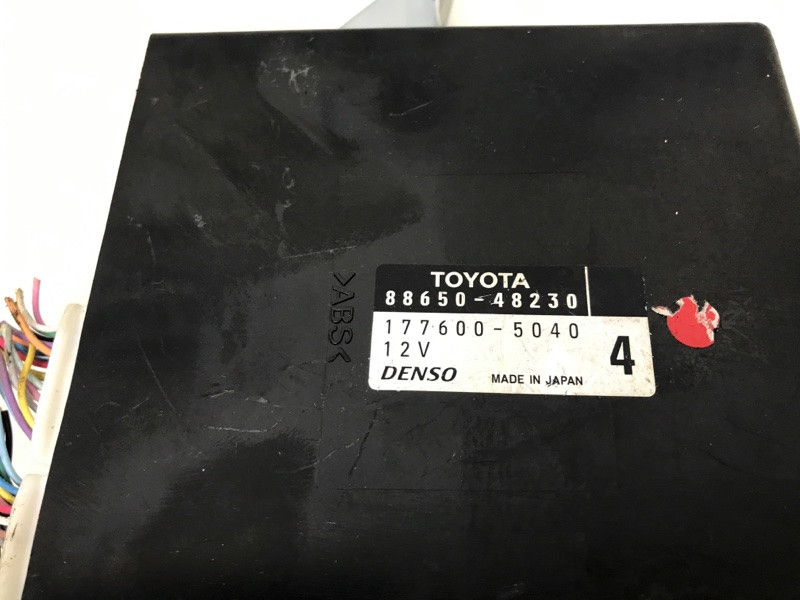 TOYOTA
88650-48230
177600-5040
12V
4
DENSO MADE IN JAPAN
>ABS<